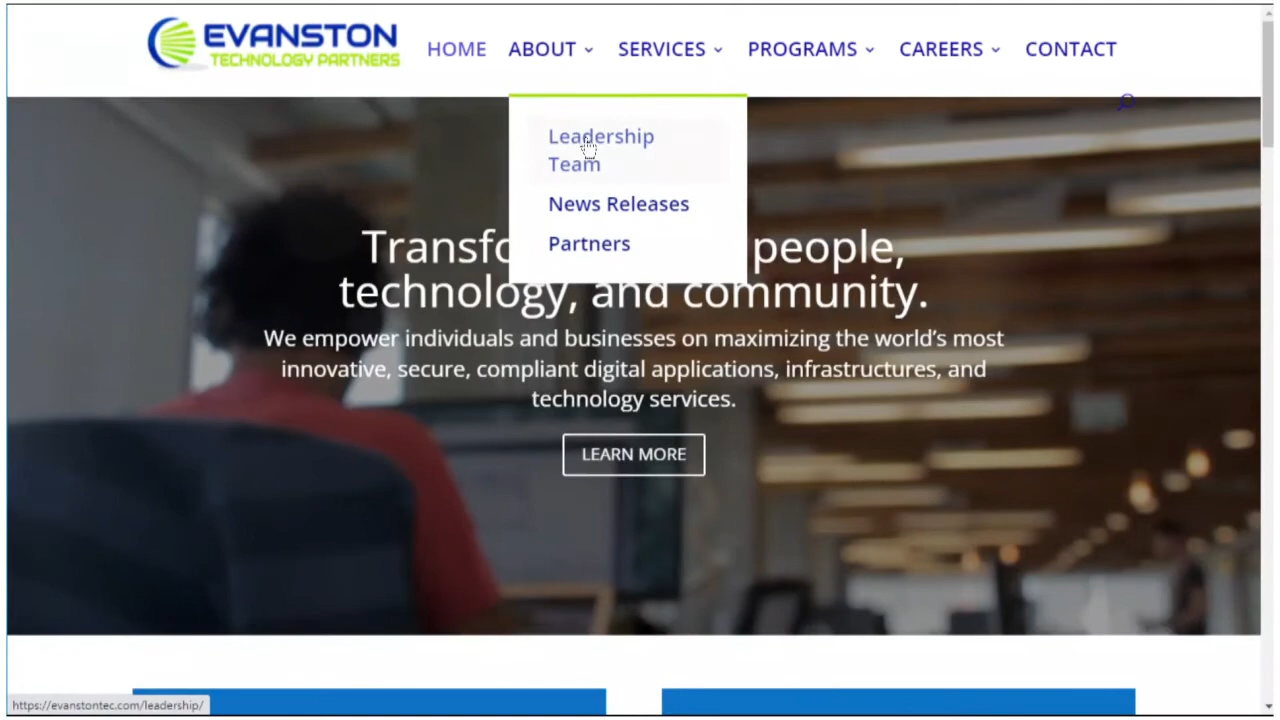 EVANSTON
TECHNOLOGY PARTNERS
HOME ABOUT SERVICES PROGRAMS CAREERS CONTACT
Leadership
Team
News Releases
Partners
people,
technology, and community.
We empower individuals and businesses on maximizing the world's most
innovative, secure, compliant digital applications, infrastructures, and
technology services.
LEARN MORE
https://evanstontec.com/leadership/